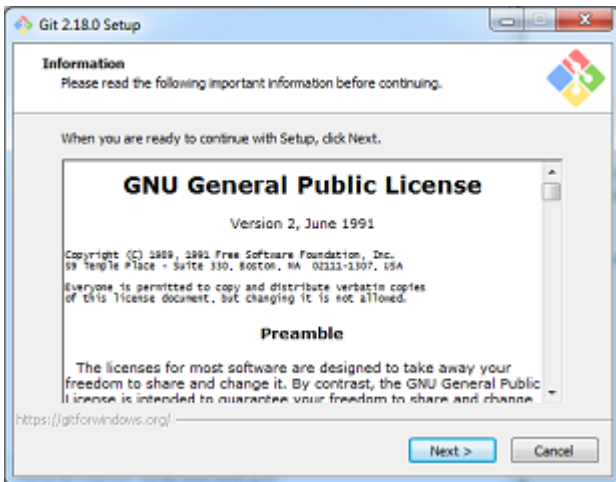 Git 2.18.0 Setup
Information
Please read the following important information before continuing.
When you are ready to continue with Setup, click Next.
GNU General Public License
Version 2, June 1991
Copyright (C) 1989, 1991 Free Software Foundation, Inc.
59 Temple Place - Suite 330, Boston, MA  02111-1307, USA
Everyone is permitted to copy and distribute verbatim copies
of this license document, but changing it is not allowed.
Preamble
The licenses for most software are designed to take away your
freedom to share and change it. By contrast, the GNU General Public
License is intended to guarantee your freedom to share and change
https://gitforwindows.org/
Next >
Cancel